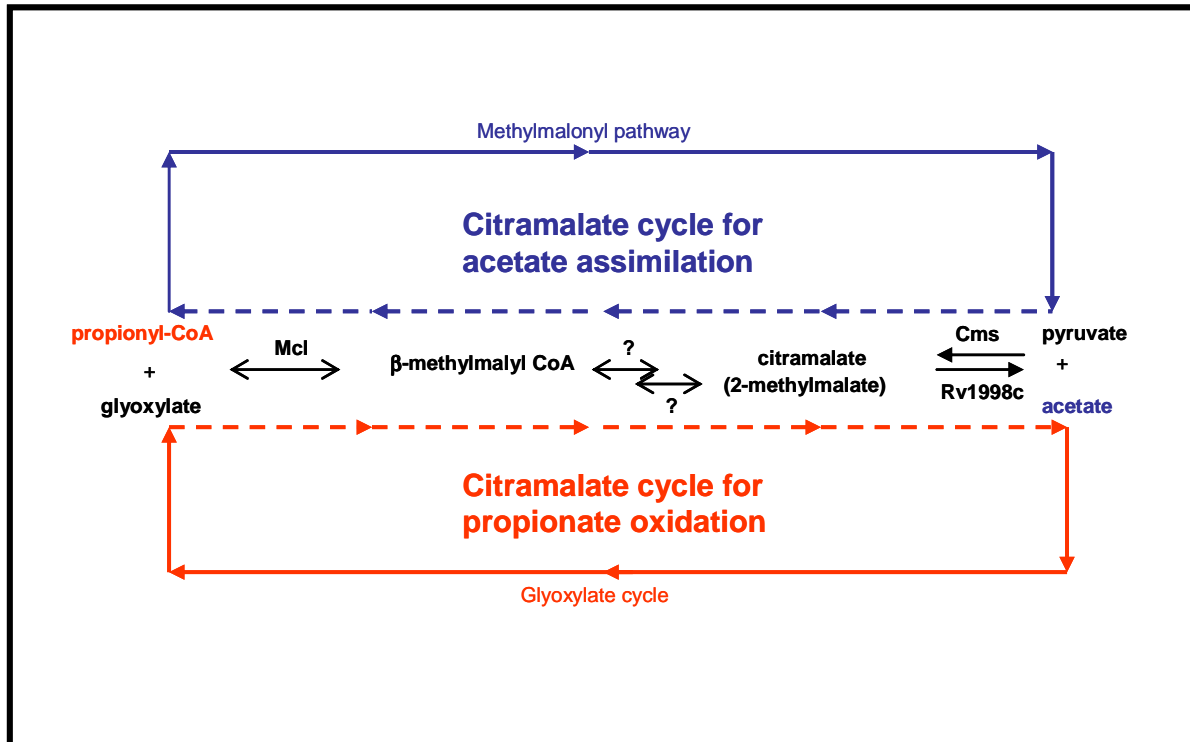 Methylmalonyl pathway
Citramalate cycle for
acetate assimilation
propionyl-CoA
+
glyoxylate
Mcl
β-methylmalyl CoA
?
?
citramalate
(2-methylmalate)
Cms
Rv1998c
pyruvate
+
acetate
Citramalate cycle for
propionate oxidation
Glyoxylate cycle